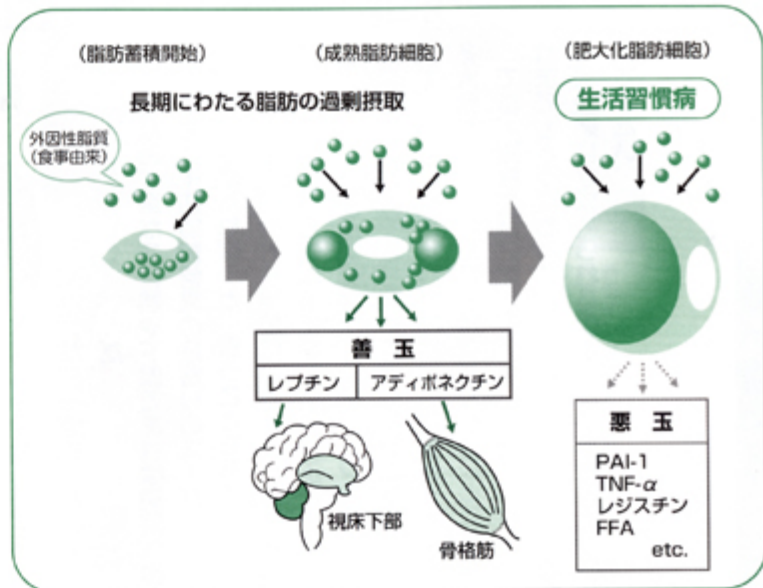 （脂肪蓄積開始）
（成熟脂肪細胞）
（肥大化脂肪細胞）
長期にわたる脂肪の過剰摂取
生活習慣病
外因性脂質
（食事由来）
善 玉
レプチン
アディポネクチン
視床下部
骨格筋
悪 玉
PAI-1
TNF-α
レジスチン
FFA
etc.